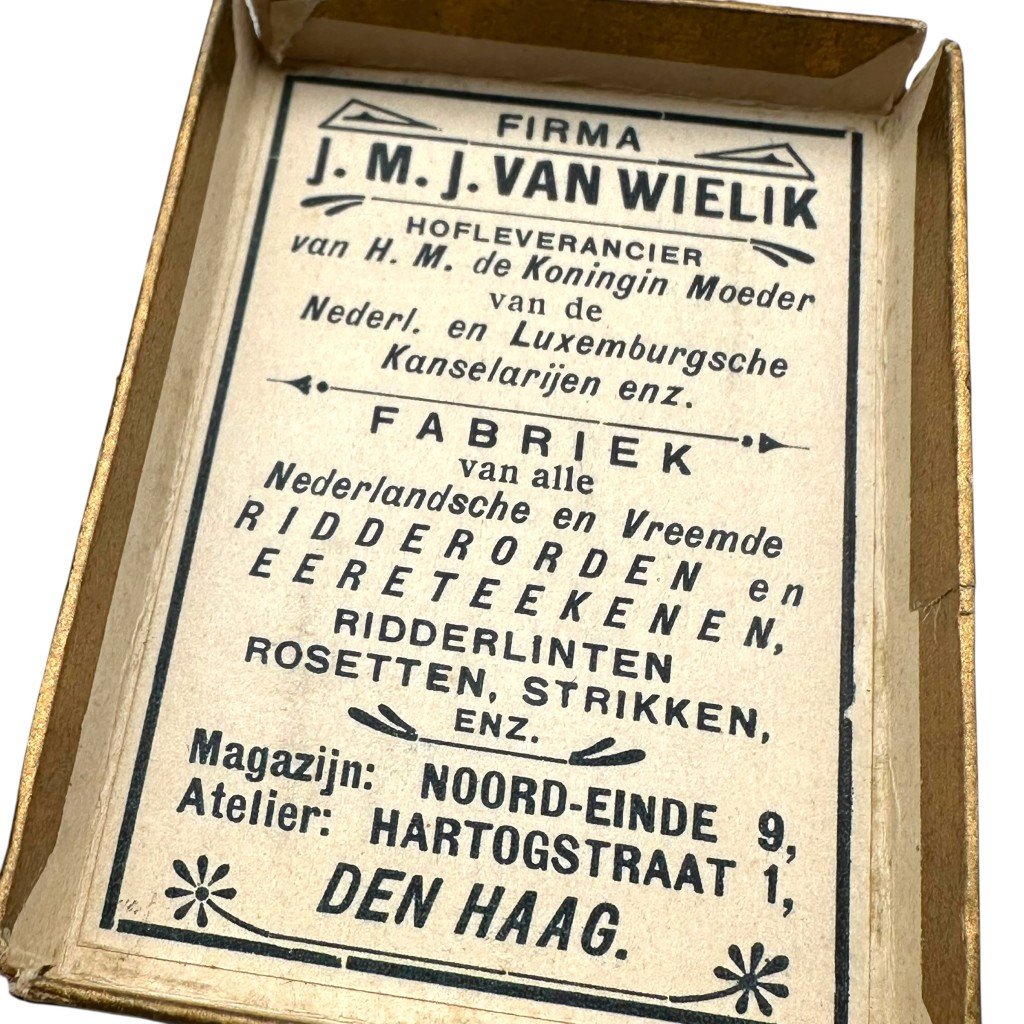 FIRMA
J. M. J. VAN WIELIK
HOFLEVERANCIER
van H. M. de Koningin Moeder
van de
Nederl. en Luxemburgsche
Kanselarijen enz.
FABRIEK
van alle
Nederlandsche en Vreemde
RIDDERORDEN en
EERETEEKENEN,
RIDDERLINTEN
ROSETTEN, STRIKKEN,
ENZ.
Magazijn: NOORD-EINDE 9,
Atelier: HARTOGSTRAAT 1,
DEN HAAG.